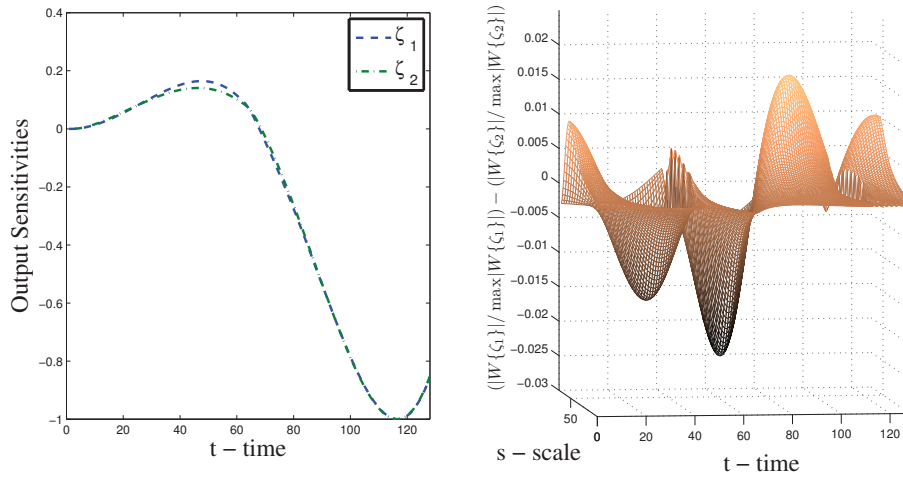 Output Sensitivities
0.4
0.2
0
−0.2
−0.4
−0.6
−0.8
−1
0 20 40 60 80 100 120
t − time
ζ 1
ζ 2
(|W{ζ₁}|/ max|W{ζ₁}|) − (|W{ζ₂}|/ max|W{ζ₂}|)
0.02
0.015
0.01
0.005
0
−0.005
−0.01
−0.015
−0.02
−0.025
−0.03
50
0
s − scale
0 20 40 60 80 100 120
t − time